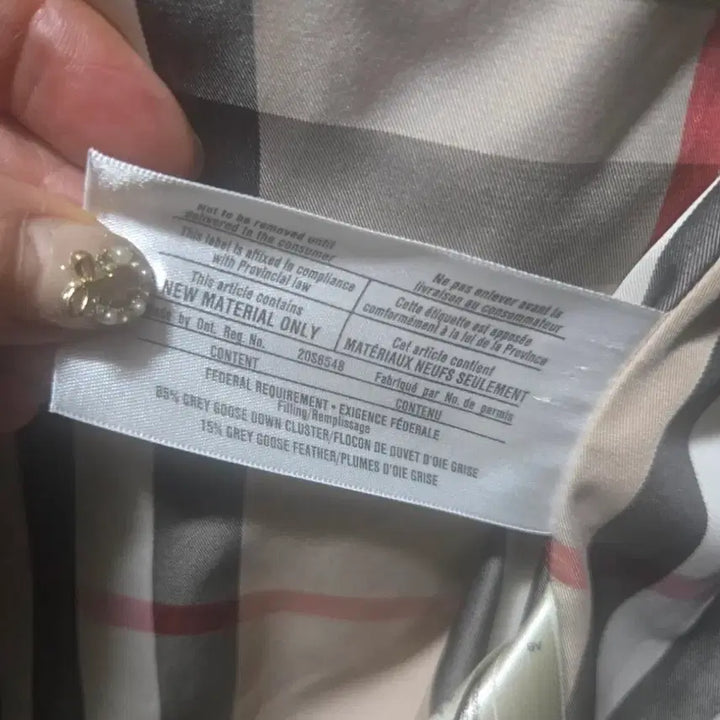 Not to be removed until
delivered to the consumer
This label is affixed in compliance
with Provincial law
This article contains
NEW MATERIAL ONLY
Made by Ont. Reg. No.
CONTENT
Ne pas enlever avant la
livraison au consommateur
Cette étiquette est apposée
conformément à la loi de la Province
Cet article contient
MATÉRIAUX NEUFS SEULEMENT
20S6548
Fabriqué par No. de permis
CONTENU
FEDERAL REQUIREMENT • EXIGENCE FÉDERALE
Filling/Remplissage
85% GREY GOOSE DOWN CLUSTER/FLOCON DE DUVET D'OIE GRISE
15% GREY GOOSE FEATHER/PLUMES D'OIE GRISE